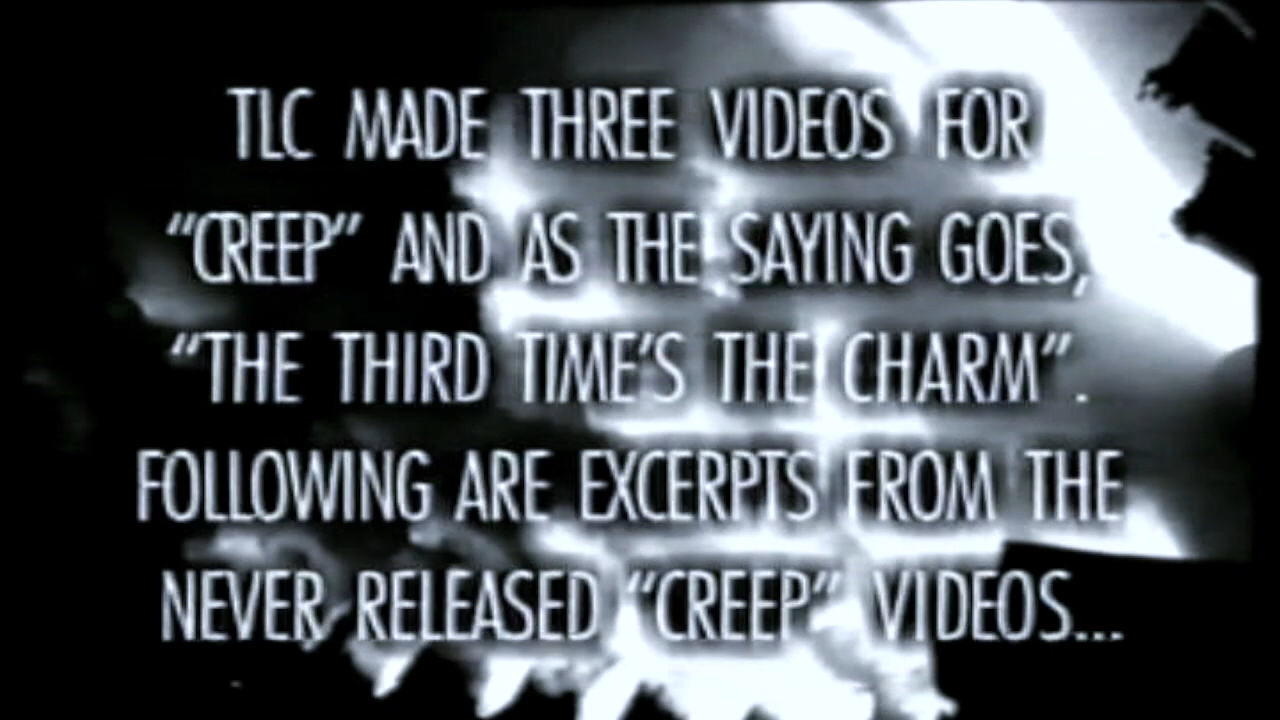 TLC MADE THREE VIDEOS FOR
“CREEP” AND AS THE SAYING GOES,
“THE THIRD TIME’S THE CHARM”.
FOLLOWING ARE EXCERPTS FROM THE
NEVER RELEASED “CREEP” VIDEOS...